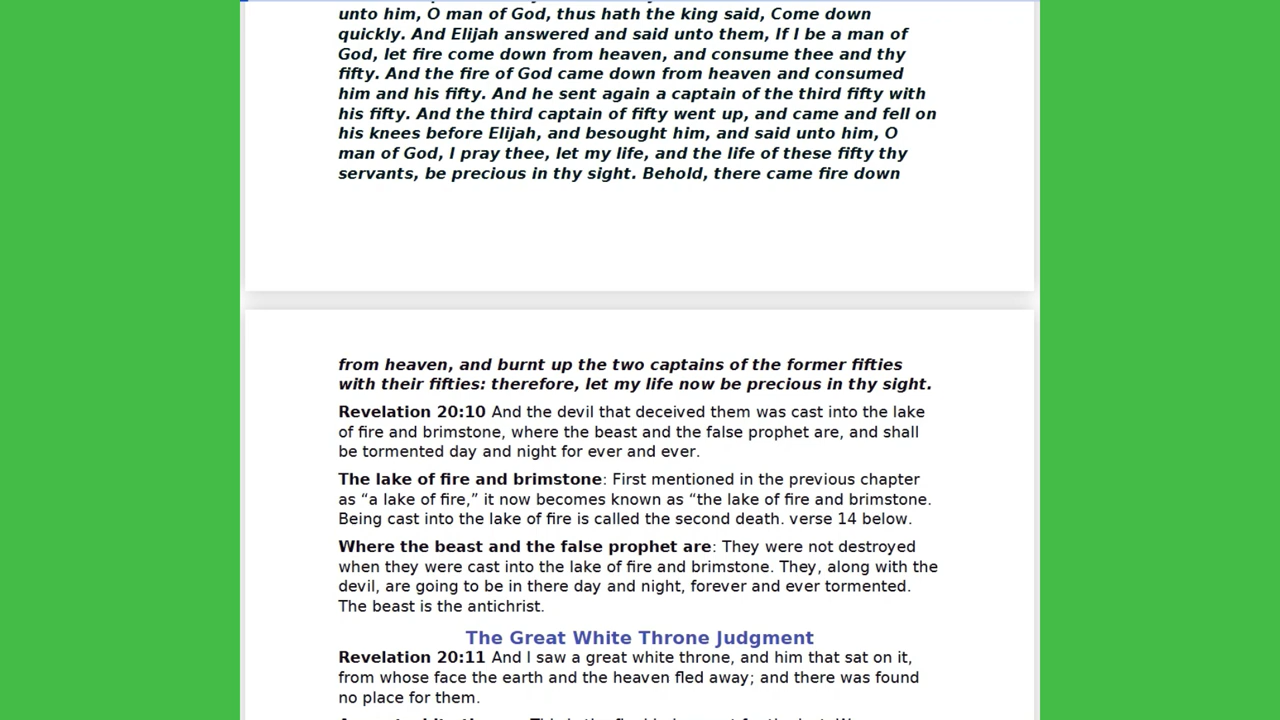 unto him, O man of God, thus hath the king said, Come down
quickly. And Elijah answered and said unto them, If I be a man of
God, let fire come down from heaven, and consume thee and thy
fifty. And the fire of God came down from heaven and consumed
him and his fifty. And he sent again a captain of the third fifty with
his fifty. And the third captain of fifty went up, and came and fell on
his knees before Elijah, and besought him, and said unto him, O
man of God, I pray thee, let my life, and the life of these fifty thy
servants, be precious in thy sight. Behold, there came fire down
from heaven, and burnt up the two captains of the former fifties
with their fifties: therefore, let my life now be precious in thy sight.
Revelation 20:10 And the devil that deceived them was cast into the lake
of fire and brimstone, where the beast and the false prophet are, and shall
be tormented day and night for ever and ever.
The lake of fire and brimstone: First mentioned in the previous chapter
as “a lake of fire,” it now becomes known as “the lake of fire and brimstone.
Being cast into the lake of fire is called the second death. verse 14 below.
Where the beast and the false prophet are: They were not destroyed
when they were cast into the lake of fire and brimstone. They, along with the
devil, are going to be in there day and night, forever and ever tormented.
The beast is the antichrist.
The Great White Throne Judgment
Revelation 20:11 And I saw a great white throne, and him that sat on it,
from whose face the earth and the heaven fled away; and there was found
no place for them.